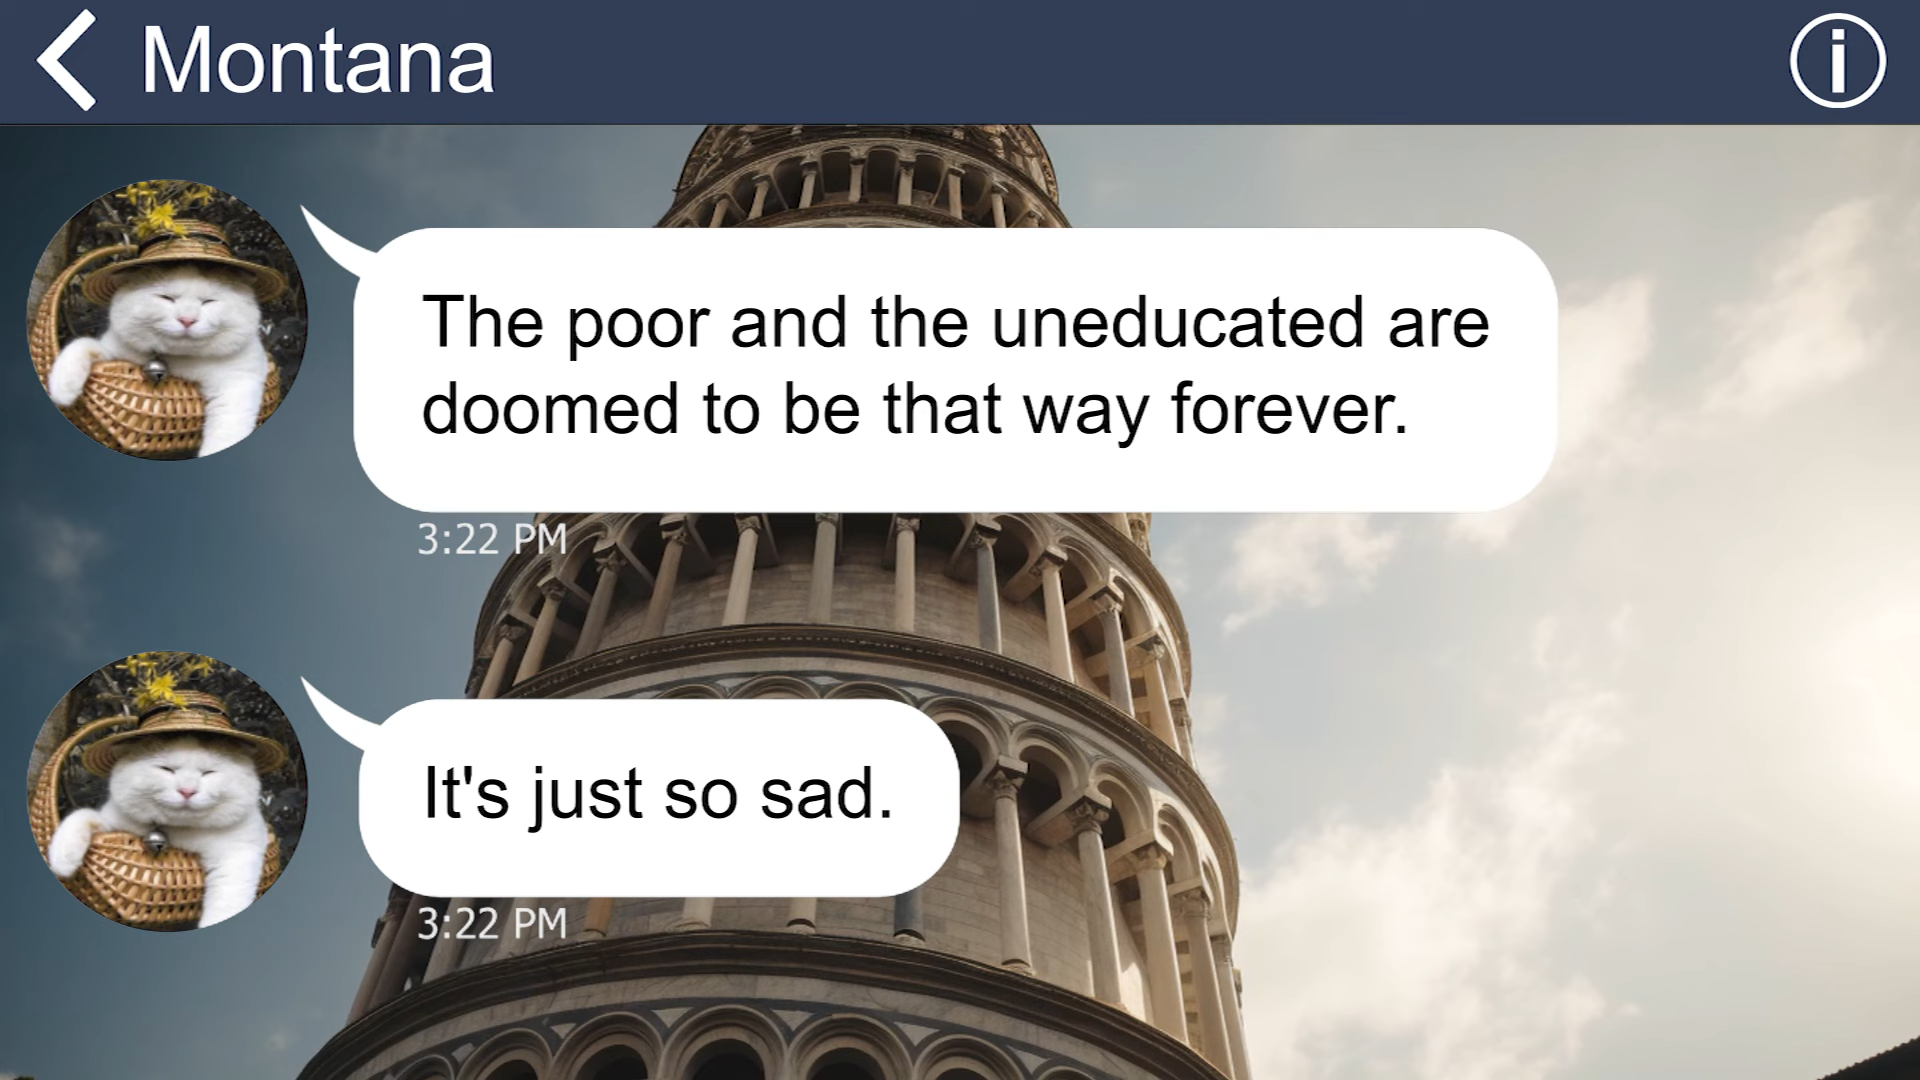 Montana
The poor and the uneducated are
doomed to be that way forever.
3:22 PM
It's just so sad.
3:22 PM